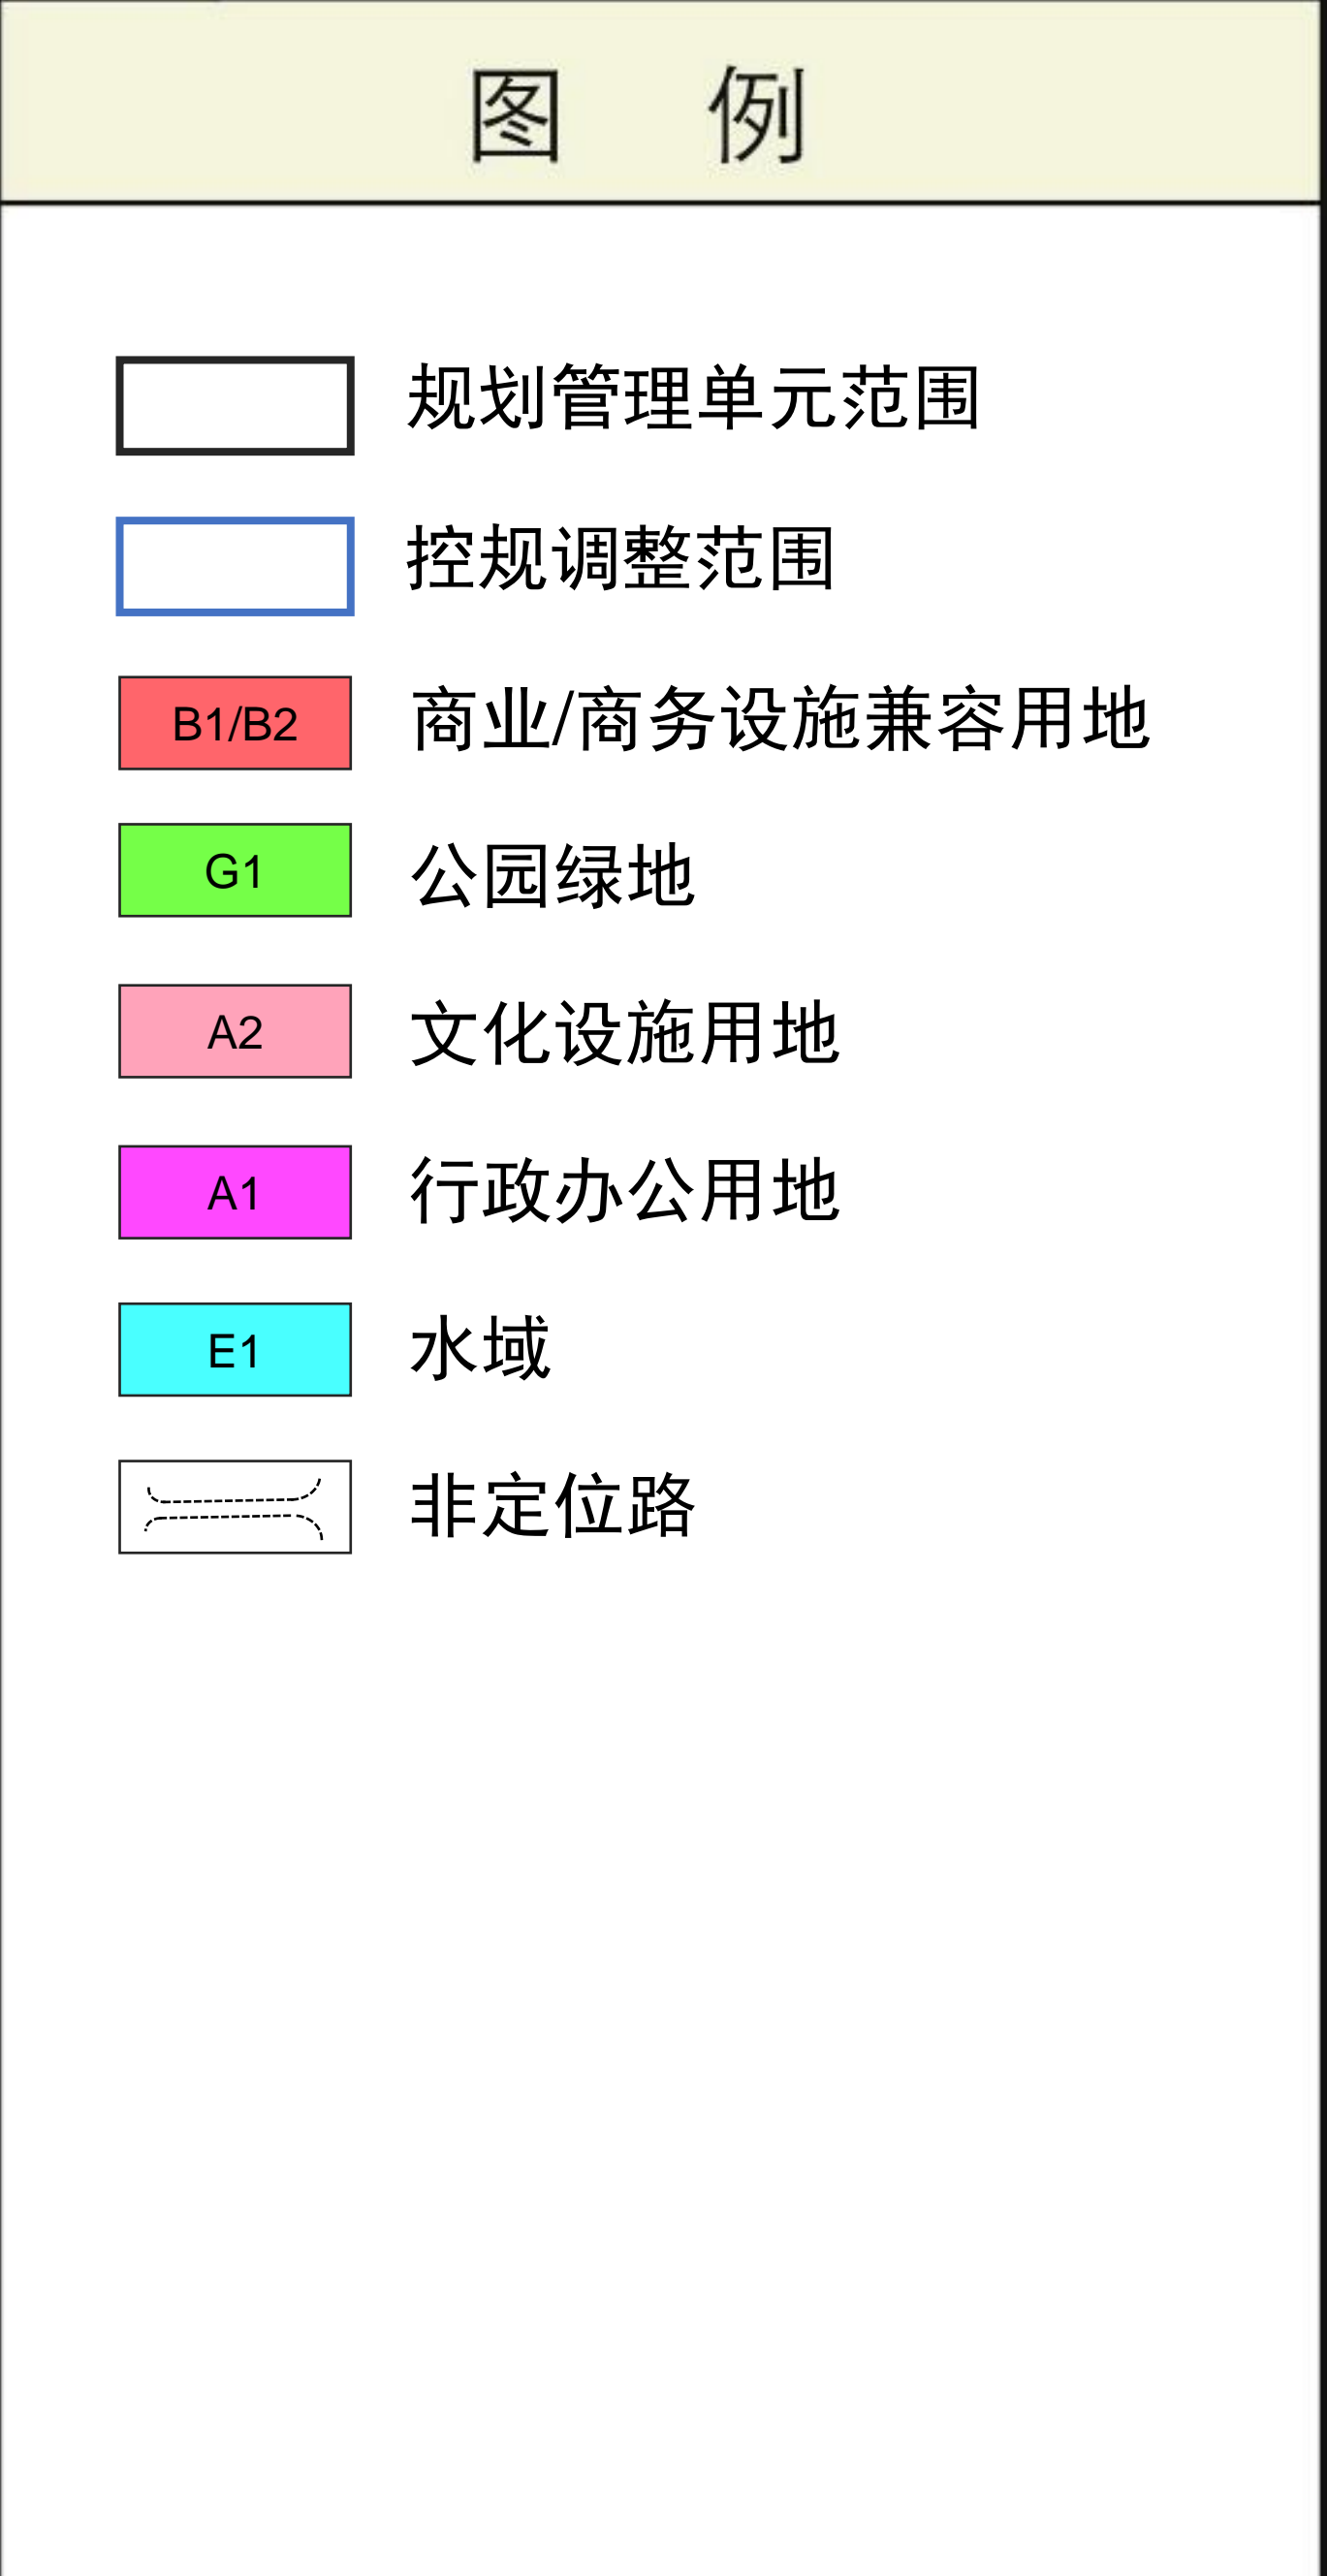 图 例
规划管理单元范围
控规调整范围
B1/B2 商业/商务设施兼容用地
G1 公园绿地
A2 文化设施用地
A1 行政办公用地
E1 水域
非定位路